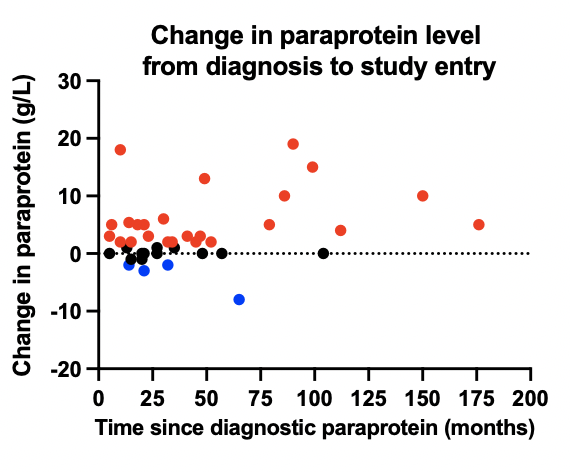 Change in paraprotein level
from diagnosis to study entry
Change in paraprotein (g/L)
30
20
10
0
-10
-20
0 25 50 75 100 125 150 175 200
Time since diagnostic paraprotein (months)